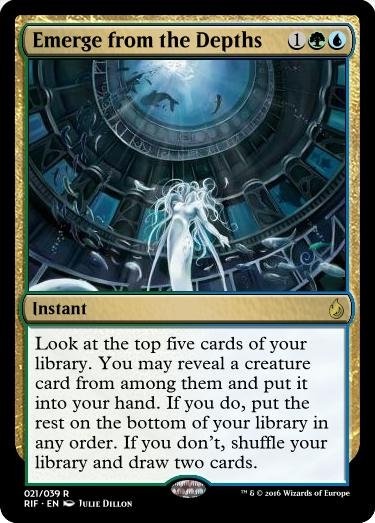 Emerge from the Depths 1
Instant
Look at the top five cards of your
library. You may reveal a creature
card from among them and put it
into your hand. If you do, put the
rest on the bottom of your library in
any order. If you don't, shuffle your
library and draw two cards.
021/039 R
RIF • EN JULIE DILLON
™ & © 2016 Wizards of Europe